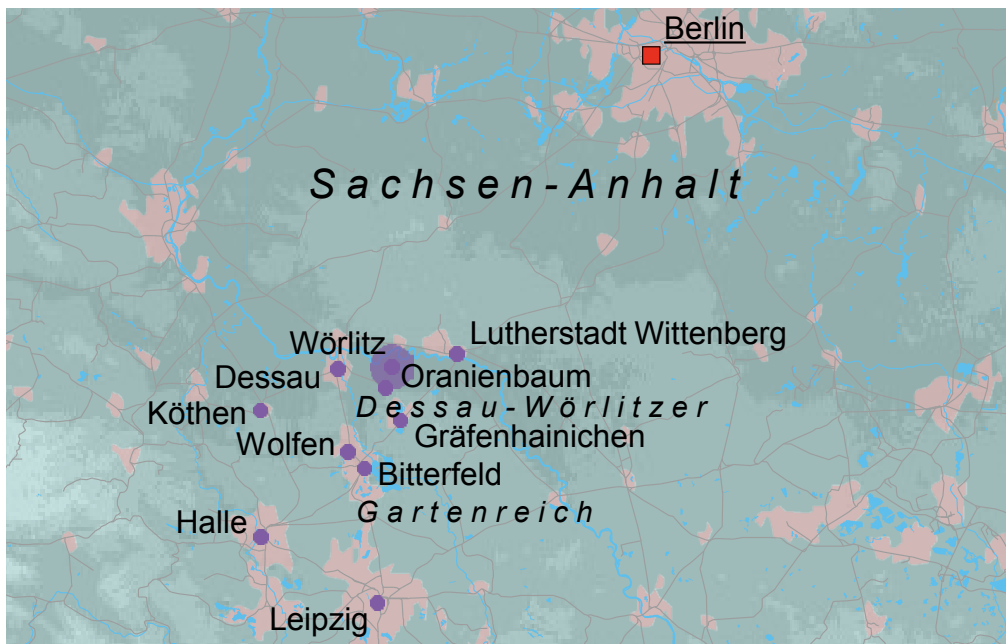 Berlin
Sachsen-Anhalt
Wörlitz
Lutherstadt Wittenberg
Dessau
Oranienbaum
Köthen
Dessau-Wörlitzer
Gräfenhainichen
Wolfen
Bitterfeld
Gartenreich
Halle
Leipzig